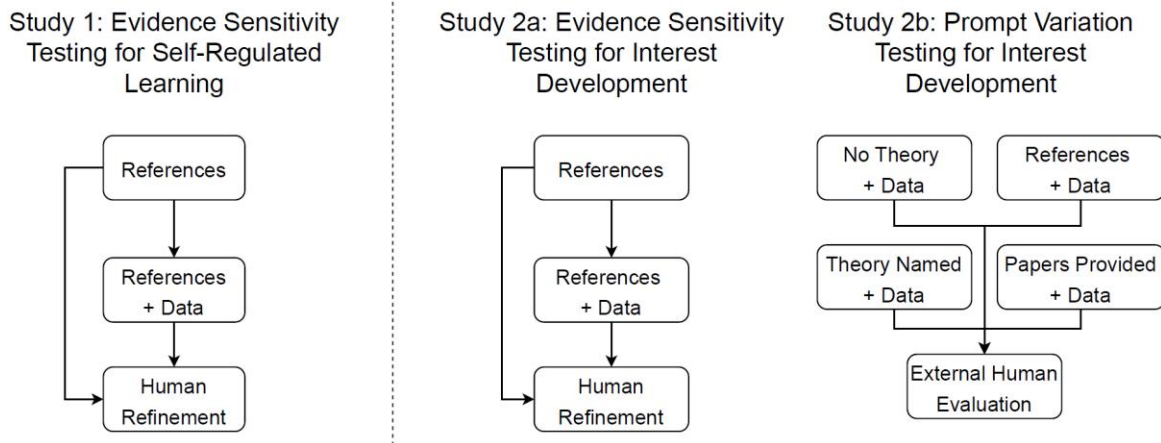 Study 1: Evidence Sensitivity
Testing for Self-Regulated
Learning
References
References
+ Data
Human
Refinement
Study 2a: Evidence Sensitivity
Testing for Interest
Development
References
References
+ Data
Human
Refinement
Study 2b: Prompt Variation
Testing for Interest
Development
No Theory
+ Data
References
+ Data
Theory Named
+ Data
Papers Provided
+ Data
External Human
Evaluation